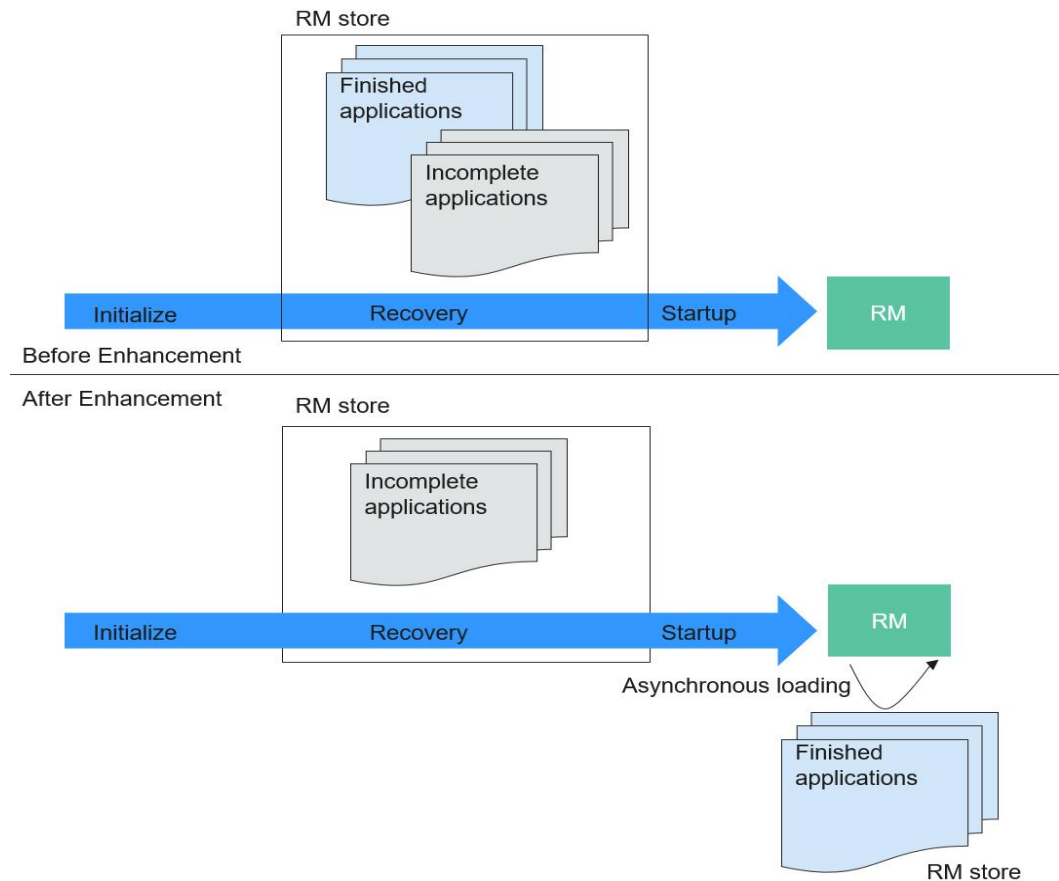 RM store
Finished
applications
Incomplete
applications
Initialize
Recovery
Startup
RM
Before Enhancement
After Enhancement
RM store
Incomplete
applications
Initialize
Recovery
Startup
RM
Asynchronous loading
Finished
applications
RM store